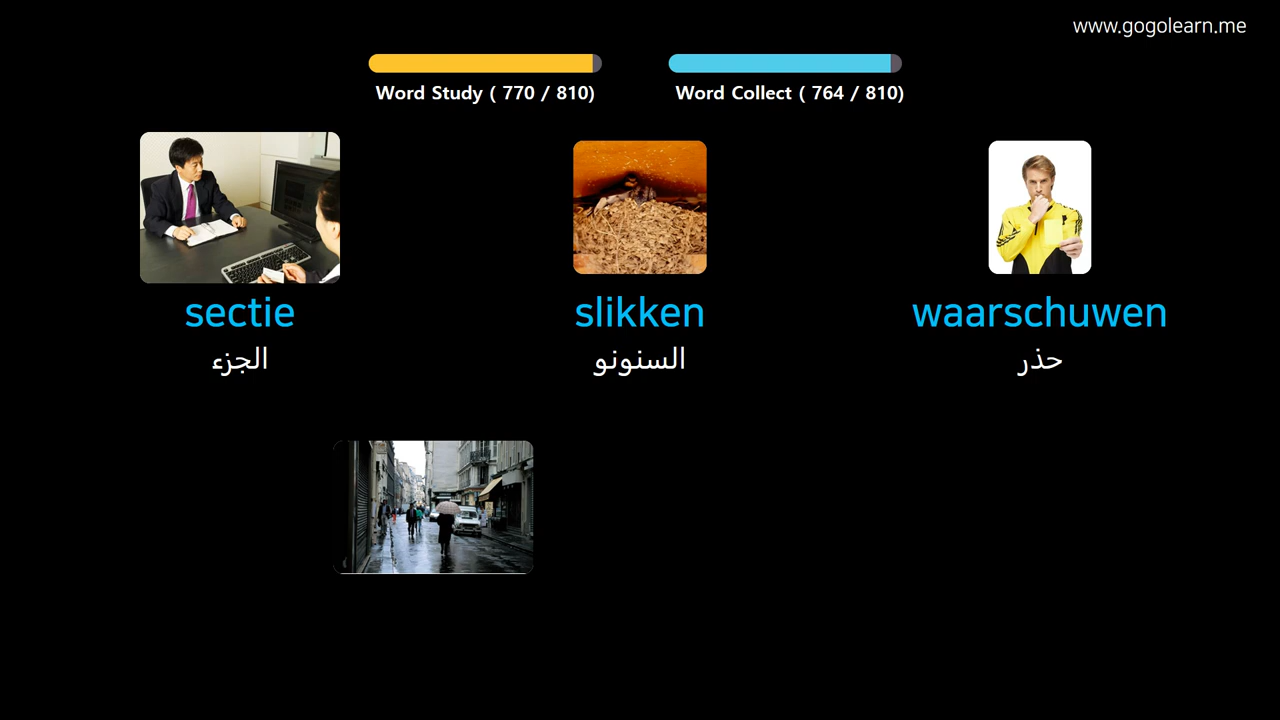 www.gogolearn.me
Word Study ( 770 / 810)
Word Collect ( 764 / 810)
sectie
slikken
waarschuwen
الجزء
السنونو
حذر